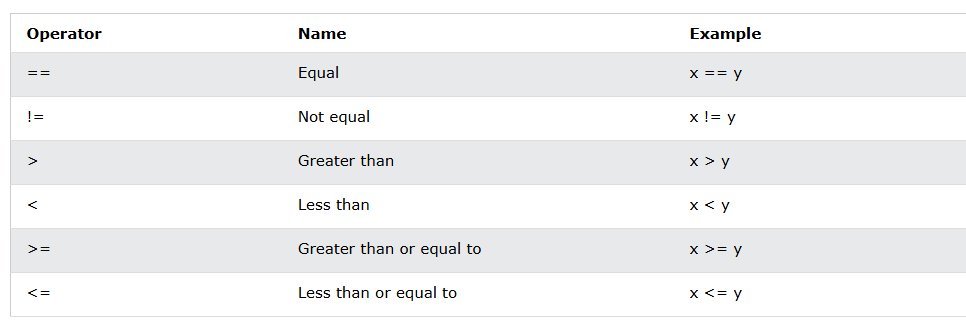 Operator Name Example
== Equal x == y
!= Not equal x != y
> Greater than x > y
< Less than x < y
>= Greater than or equal to x >= y
<= Less than or equal to x <= y